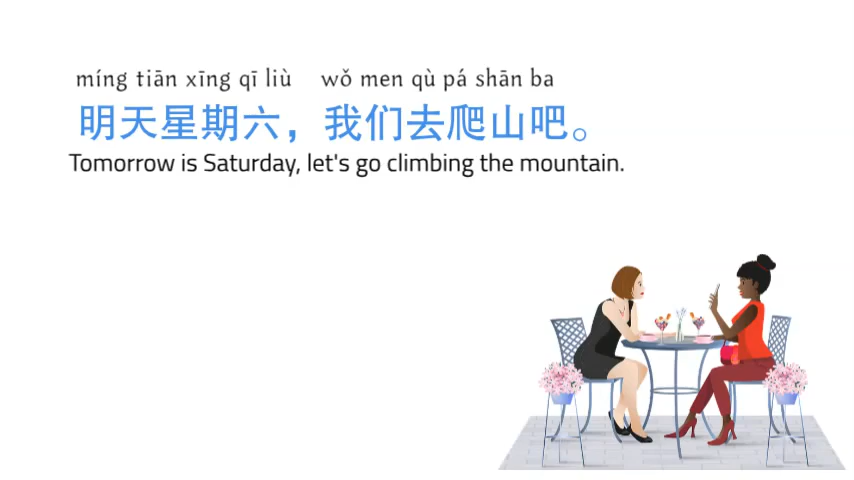 míng tiān xīng qī liù wǒ men qù pá shān ba
明天星期六，我们去爬山吧。
Tomorrow is Saturday, let's go climbing the mountain.